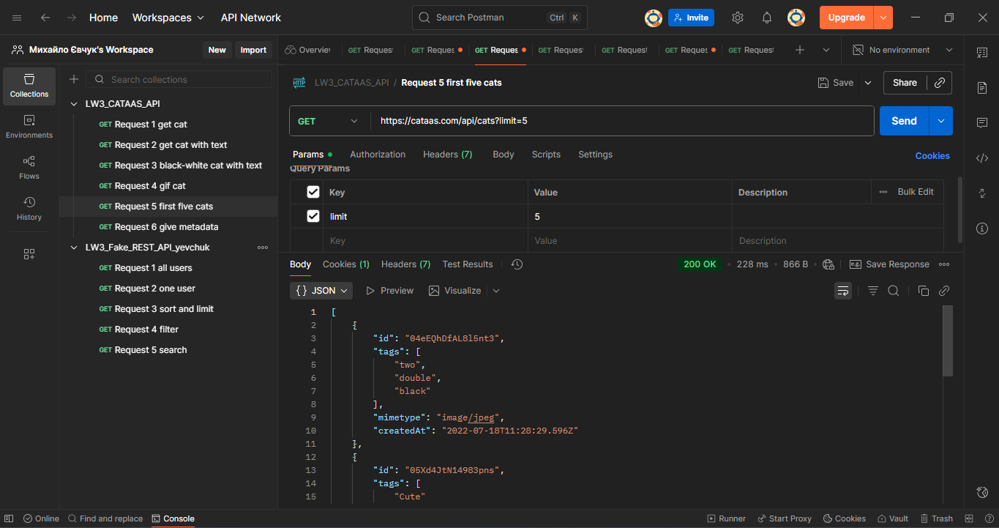 Home Workspaces API Network Search Postman Ctrl K Invite Upgrade
Михайло Євчук's Workspace New Import
Overview GET Request GET Reques GET Reques GET Request GET Request GET Reques GET Request No environment
Collections
Environments
Flows
History
Search collections
LW3_CATAAS_API
GET Request 1 get cat
GET Request 2 get cat with text
GET Request 3 black-white cat with text
GET Request 4 gif cat
GET Request 5 first five cats
GET Request 6 give metadata
LW3_Fake_REST_API_yevchuk
GET Request 1 all users
GET Request 2 one user
GET Request 3 sort and limit
GET Request 4 filter
GET Request 5 search
HTTP LW3_CATAAS_API / Request 5 first five cats Save Share
GET https://cataas.com/api/cats?limit=5 Send
Params Authorization Headers (7) Body Scripts Settings Cookies
Query Params
Key Value Description Bulk Edit
limit 5
Key Value Description
Body Cookies (1) Headers (7) Test Results 200 OK 228 ms 866 B e.g. Save Response
{} JSON Preview Visualize
1 [
2 {
3 "id": "04eEQhDfAL8l5nt3",
4 "tags": [
5 "two",
6 "double",
7 "black"
8 ],
9 "mimetype": "image/jpeg",
10 "createdAt": "2022-07-18T11:28:29.596Z"
11 },
12 {
13 "id": "05Xd4JtN14983pns",
14 "tags": [
15 "Cute"
Online Find and replace Console Runner Start Proxy Cookies Vault Trash